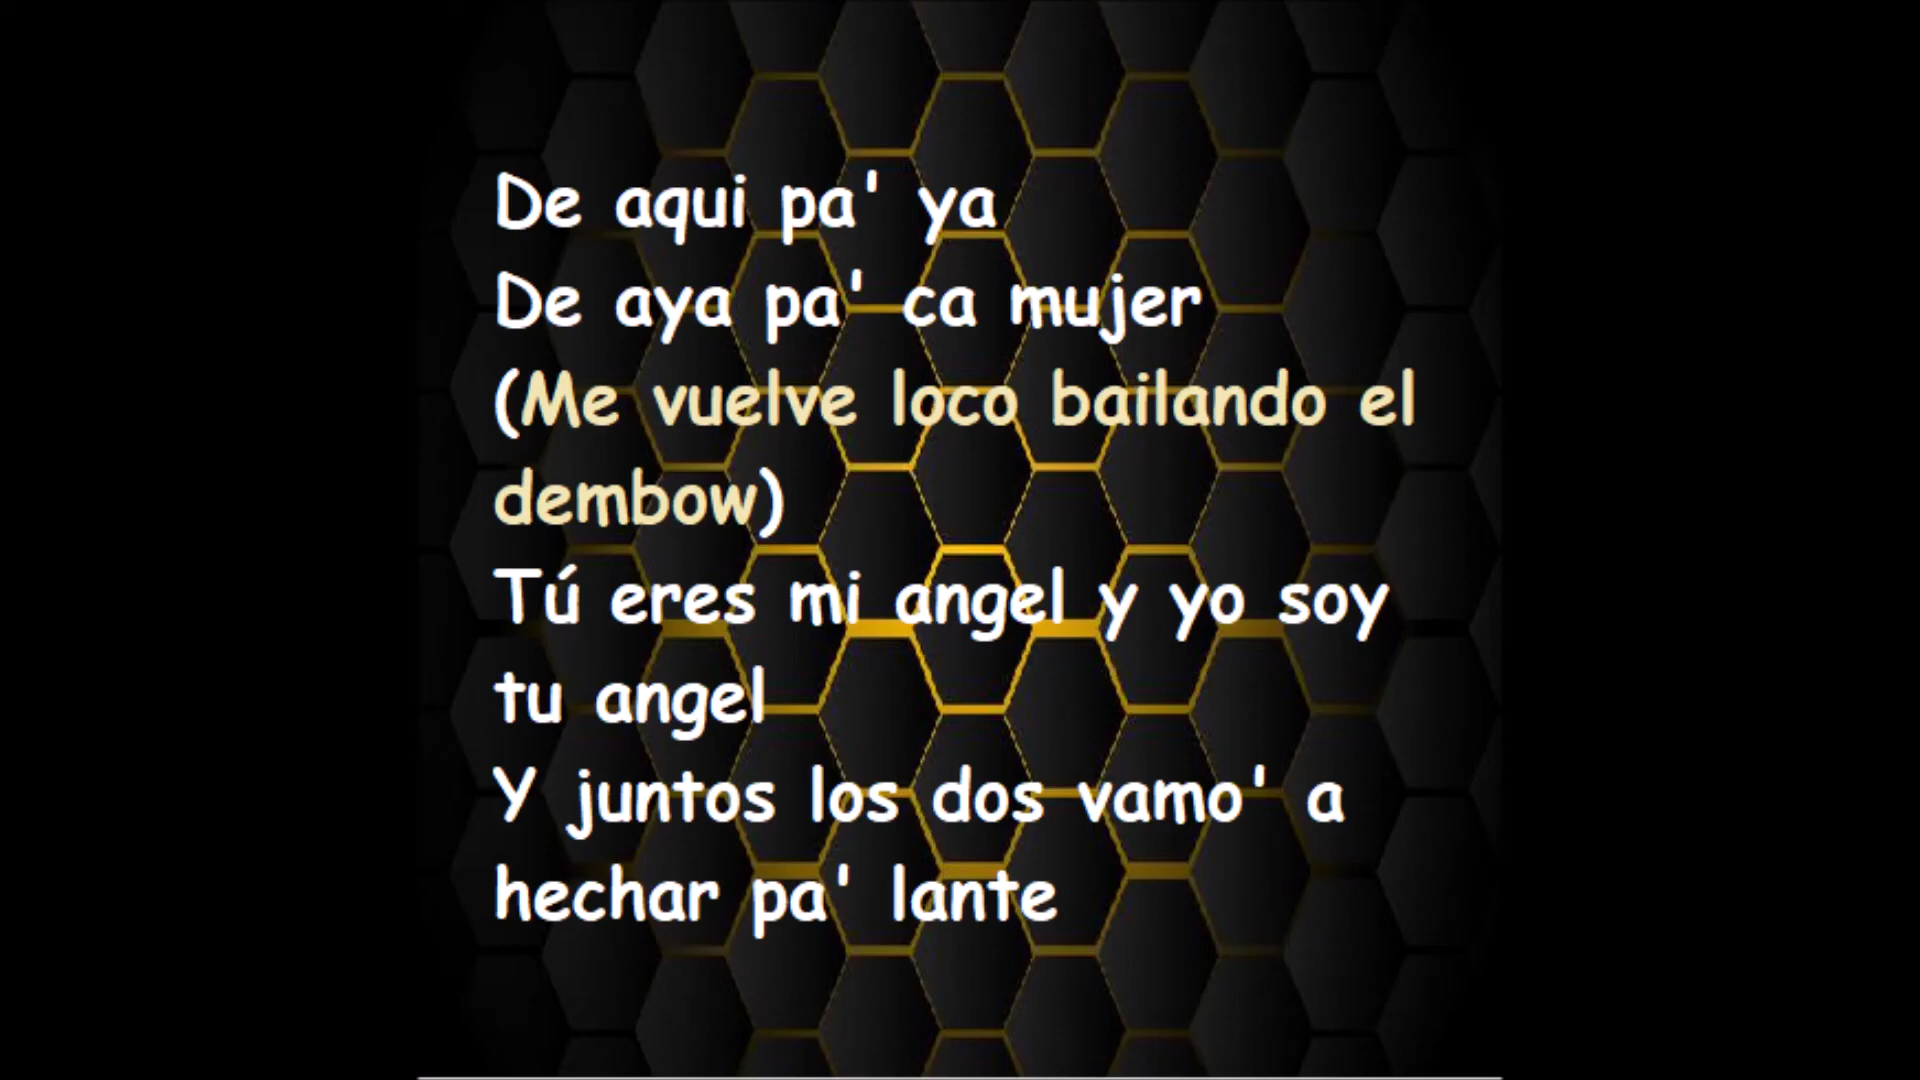 De aqui pa' ya
De aya pa' ca mujer
(Me vuelve loco bailando el
dembow)
Tú eres mi angel y yo soy
tu angel
Y juntos los dos vamo' a
hechar pa' lante